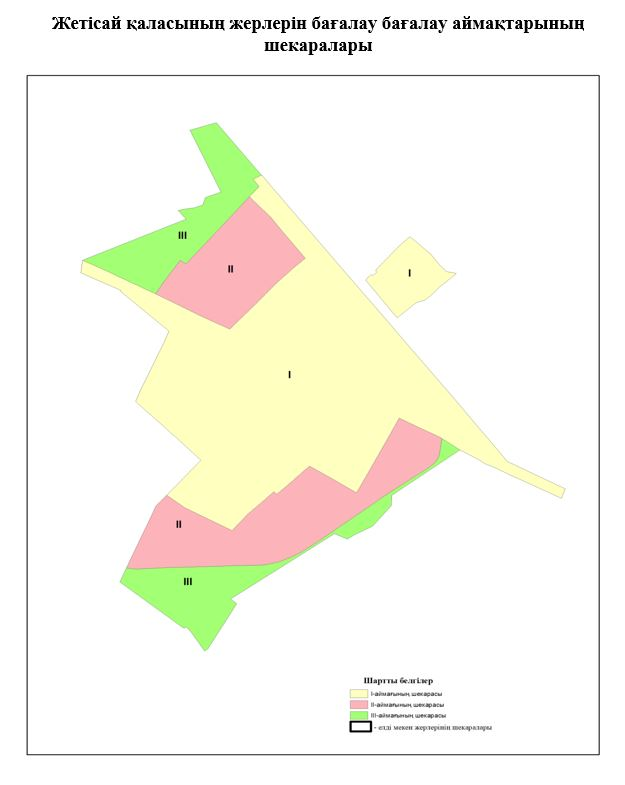 Жетісай қаласының жерлерін бағалау бағалау аймақтарының
шекаралары
III
II
I
I
II
III
Шартты белгілер
I-аймағының шекарасы
II-аймағының шекарасы
III-аймағының шекарасы
- елді мекен жерлерінің шекаралары